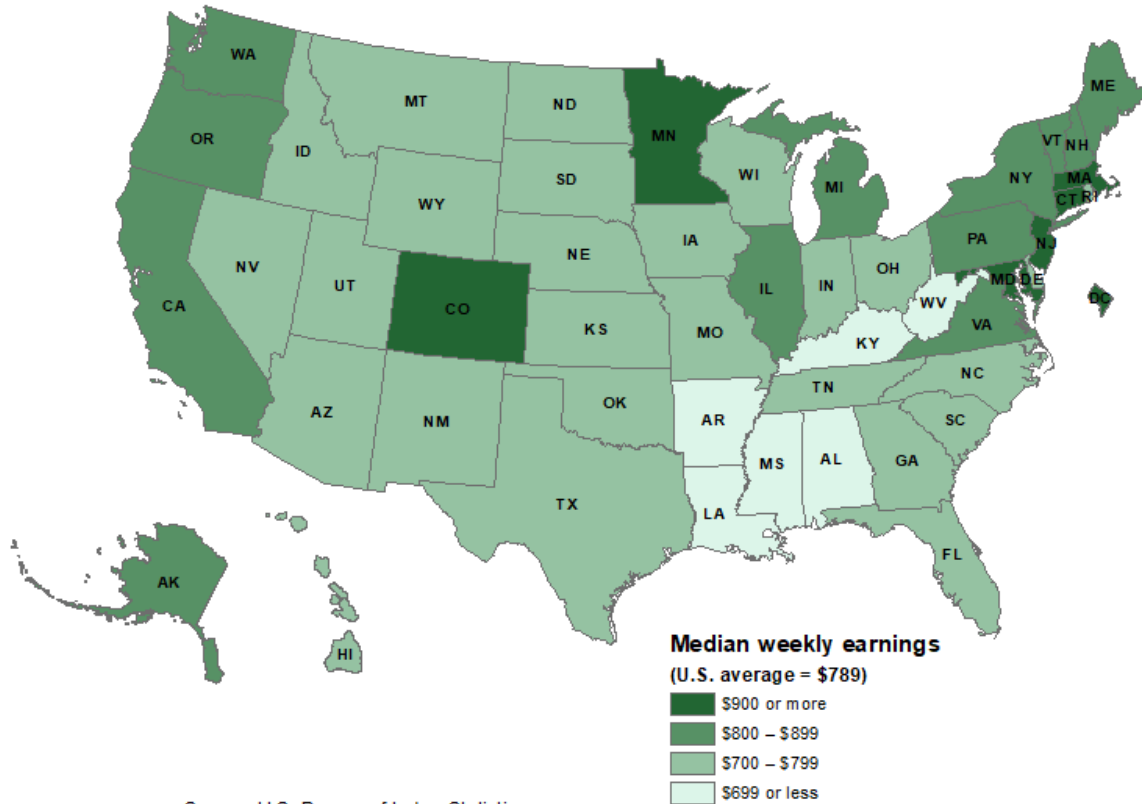 WA
MT
ND
MN
ME
OR
ID
SD
WI
VT
NH
NY
MA
CT
RI
MI
WY
IA
PA
NJ
NE
OH
NV
UT
IL
IN
MD
DE
CA
CO
WV
DC
KS
MO
KY
VA
TN
NC
AZ
NM
OK
AR
SC
MS
AL
GA
TX
LA
FL
AK
HI
Median weekly earnings
(U.S. average = $789)
$900 or more
$800 – $899
$700 – $799
$699 or less